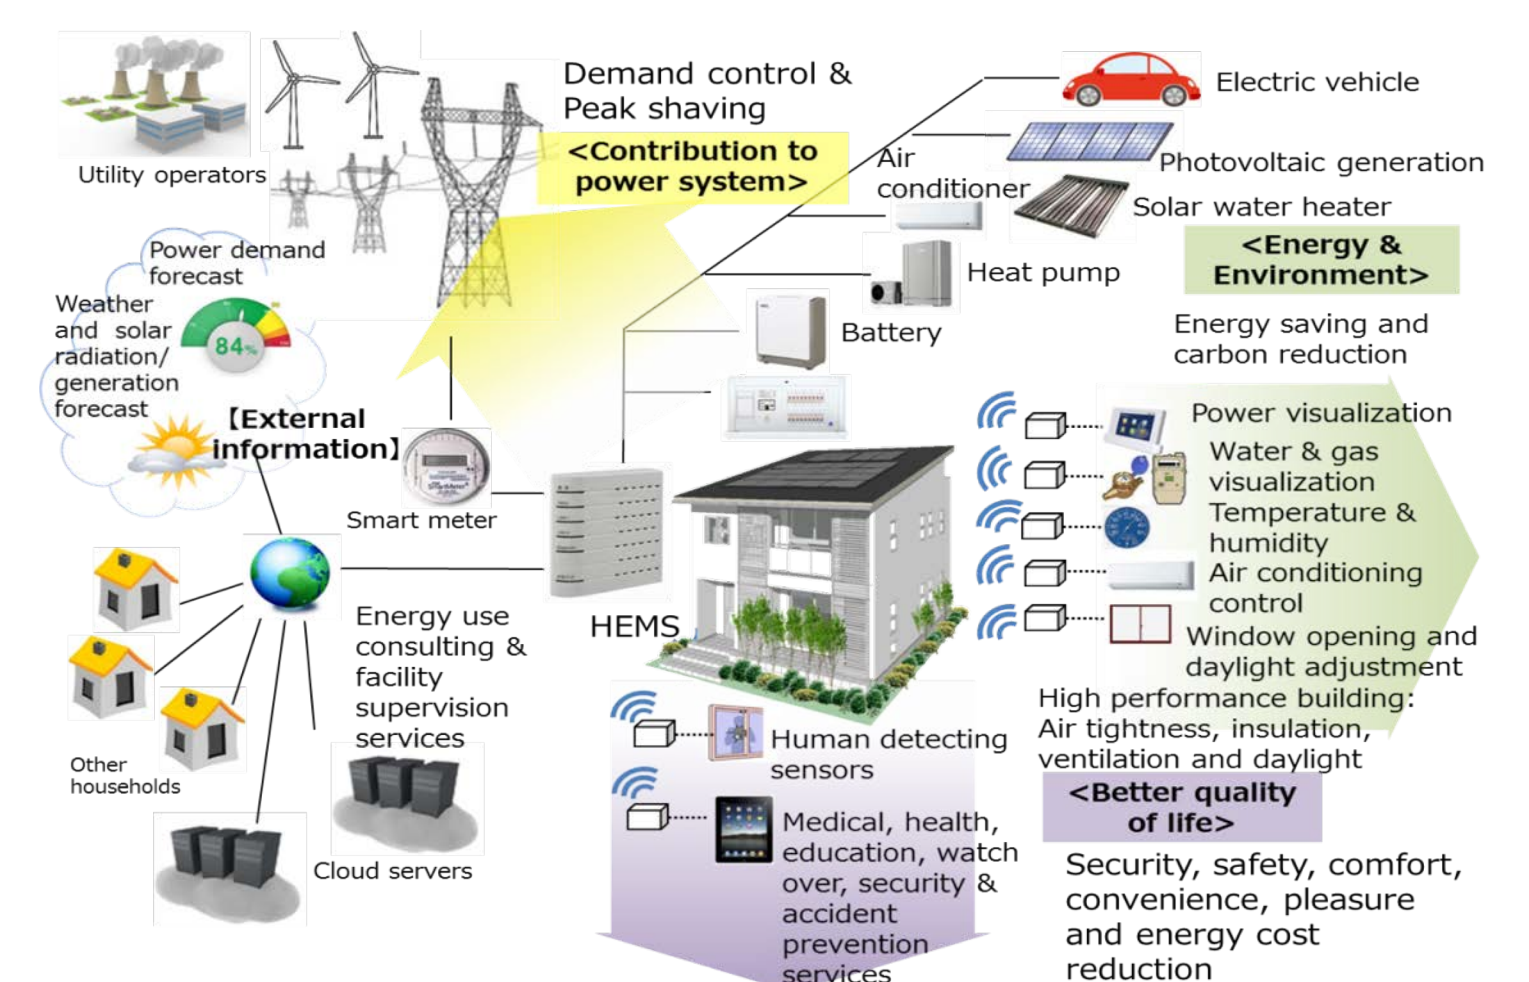 Demand control &
Peak shaving
<Contribution to
power system>
Utility operators
Electric vehicle
Photovoltaic generation
Air
conditioner
Solar water heater
Heat pump
Battery
<Energy &
Environment>
Energy saving and
carbon reduction
Power demand
forecast
Weather
and solar
radiation/
generation
forecast
84%
【External
information】
Smart meter
HEMS
Energy use
consulting &
facility
supervision
services
Other
households
Cloud servers
Power visualization
Water & gas
visualization
Temperature &
humidity
Air conditioning
control
Window opening and
daylight adjustment
High performance building:
Air tightness, insulation,
ventilation and daylight
Human detecting
sensors
Medical, health,
education, watch
over, security &
accident
prevention
services
<Better quality
of life>
Security, safety, comfort,
convenience, pleasure
and energy cost
reduction